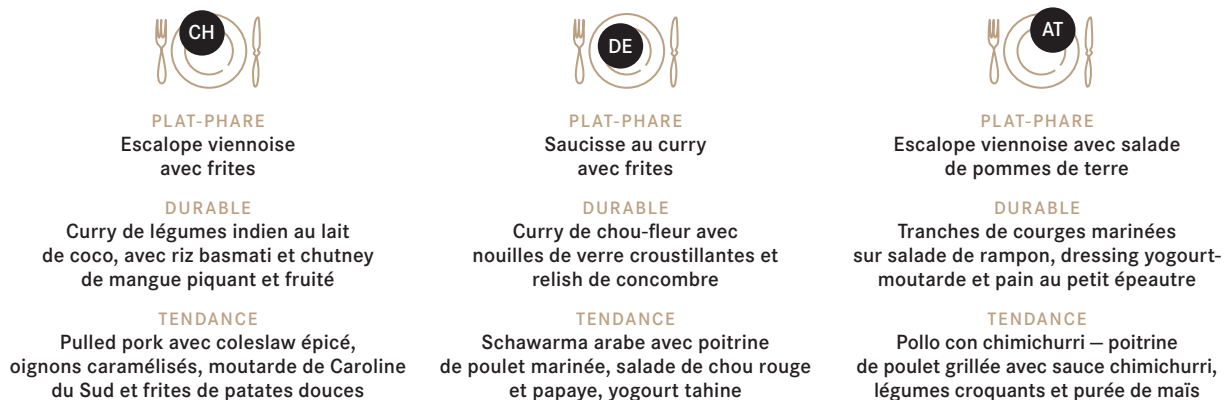 CH
PLAT-PHARE
Escalope viennoise
avec frites
DURABLE
Curry de légumes indien au lait
de coco, avec riz basmati et chutney
de mangue piquant et fruité
TENDANCE
Pulled pork avec coleslaw épicé,
oignons caramélisés, moutarde de Caroline
du Sud et frites de patates douces
DE
PLAT-PHARE
Saucisse au curry
avec frites
DURABLE
Curry de chou-fleur avec
nouilles de verre croustillantes et
relish de concombre
TENDANCE
Schawarma arabe avec poitrine
de poulet marinée, salade de chou rouge
et papaye, yogourt tahine
AT
PLAT-PHARE
Escalope viennoise avec salade
de pommes de terre
DURABLE
Tranches de courges marinées
sur salade de rampon, dressing yogourt-
moutarde et pain au petit épeautre
TENDANCE
Pollo con chimichurri – poitrine
de poulet grillée avec sauce chimichurri,
légumes croquants et purée de maïs